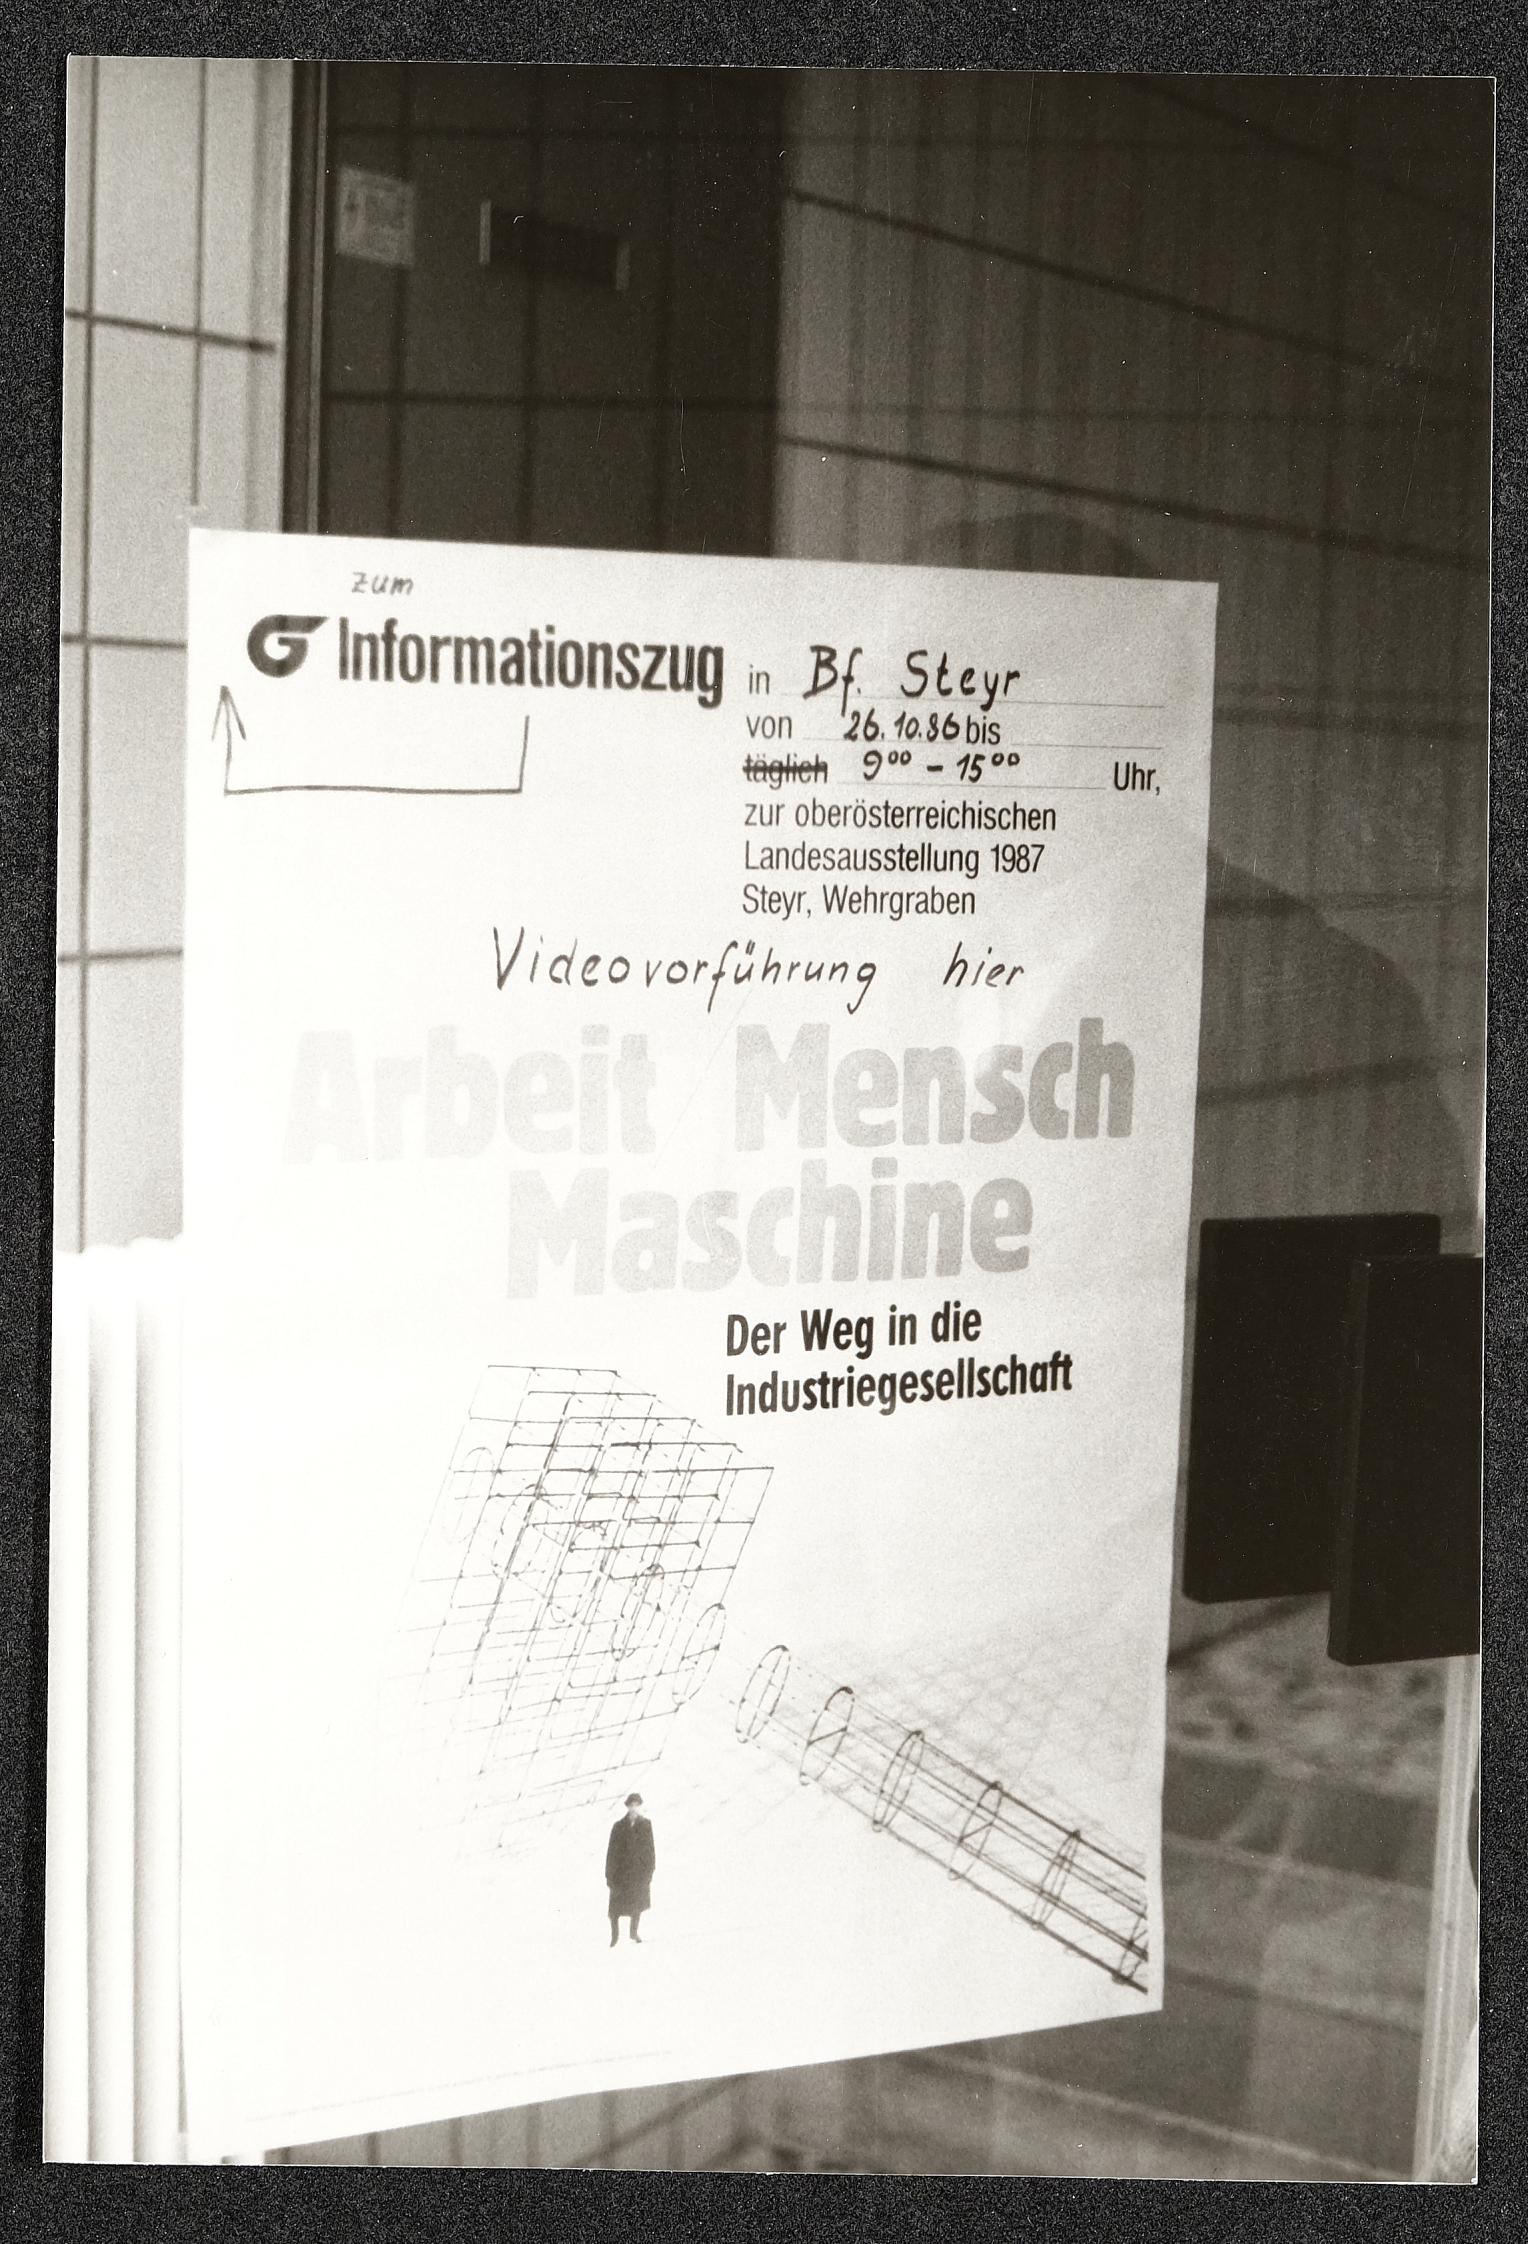 zum
Informationszug in Bf. Steyr
von 26.10.86 bis
täglich 9⁰⁰ – 15⁰⁰ Uhr,
zur oberösterreichischen
Landesausstellung 1987
Steyr, Wehrgraben
Videovorführung hier
Arbeit Mensch
Maschine
Der Weg in die
Industriegesellschaft